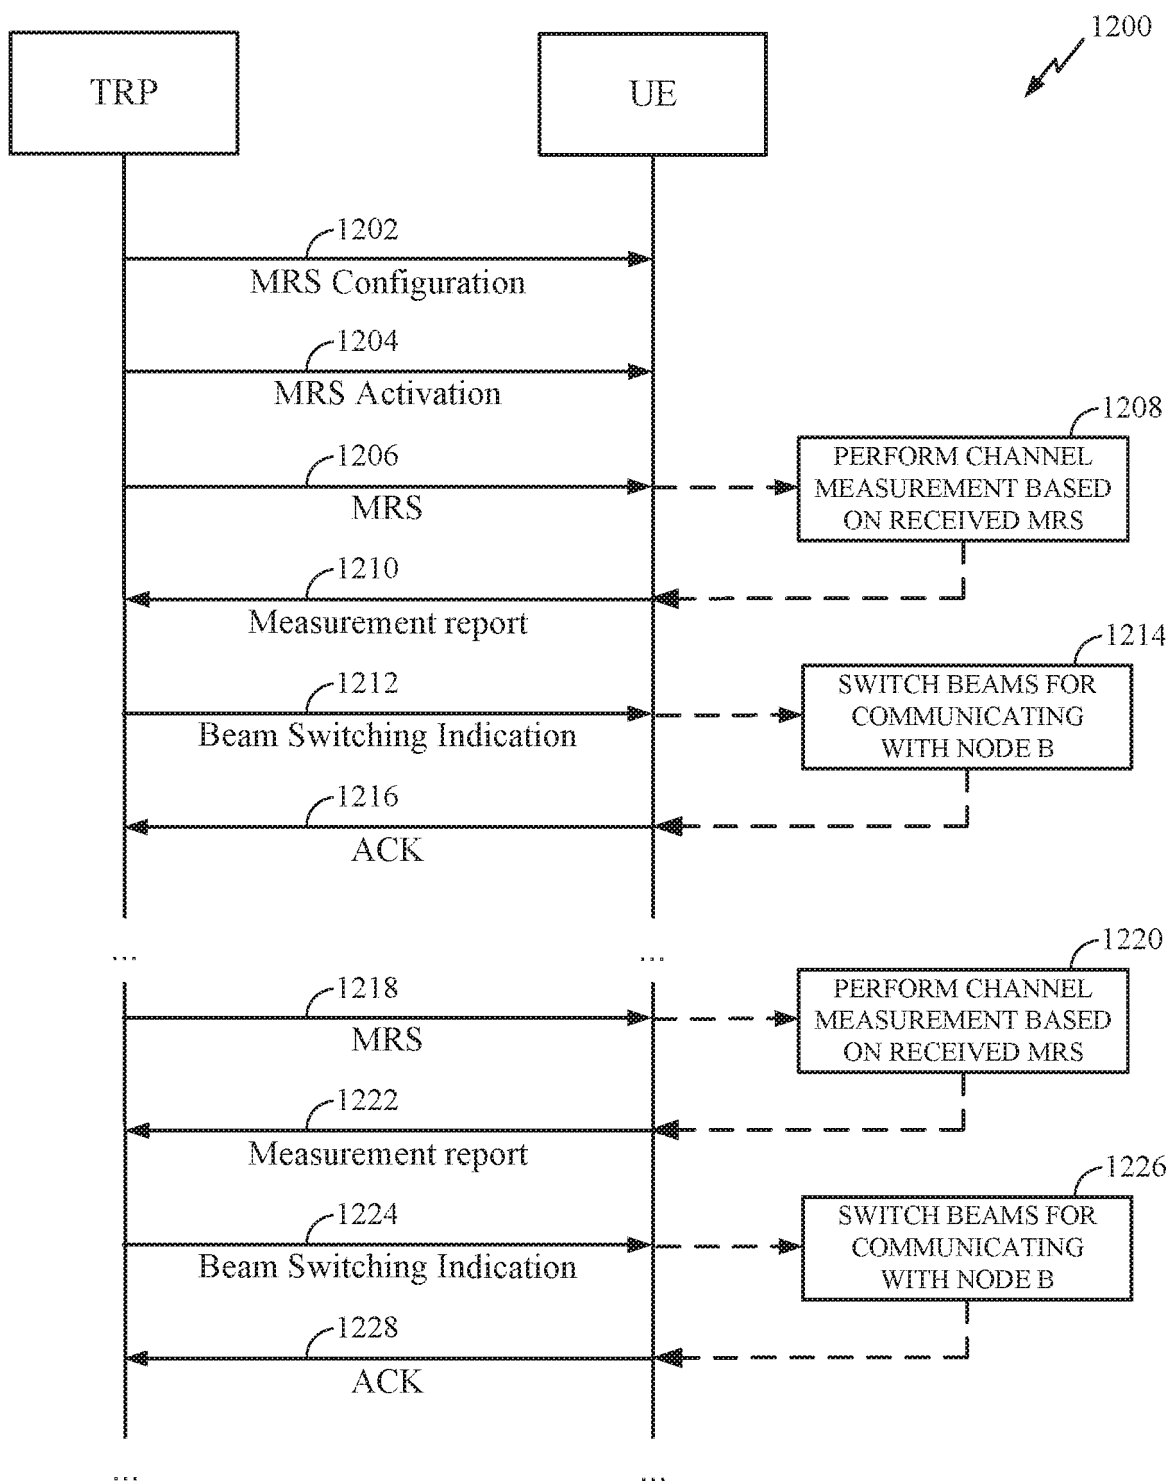 1200
TRP
UE
1202
MRS Configuration
1204
MRS Activation
1208
1206
MRS
PERFORM CHANNEL
MEASUREMENT BASED
ON RECEIVED MRS
1210
Measurement report
1214
1212
Beam Switching Indication
SWITCH BEAMS FOR
COMMUNICATING
WITH NODE B
1216
ACK
... ...
1220
1218
MRS
PERFORM CHANNEL
MEASUREMENT BASED
ON RECEIVED MRS
1222
Measurement report
1226
1224
Beam Switching Indication
SWITCH BEAMS FOR
COMMUNICATING
WITH NODE B
1228
ACK
... ...